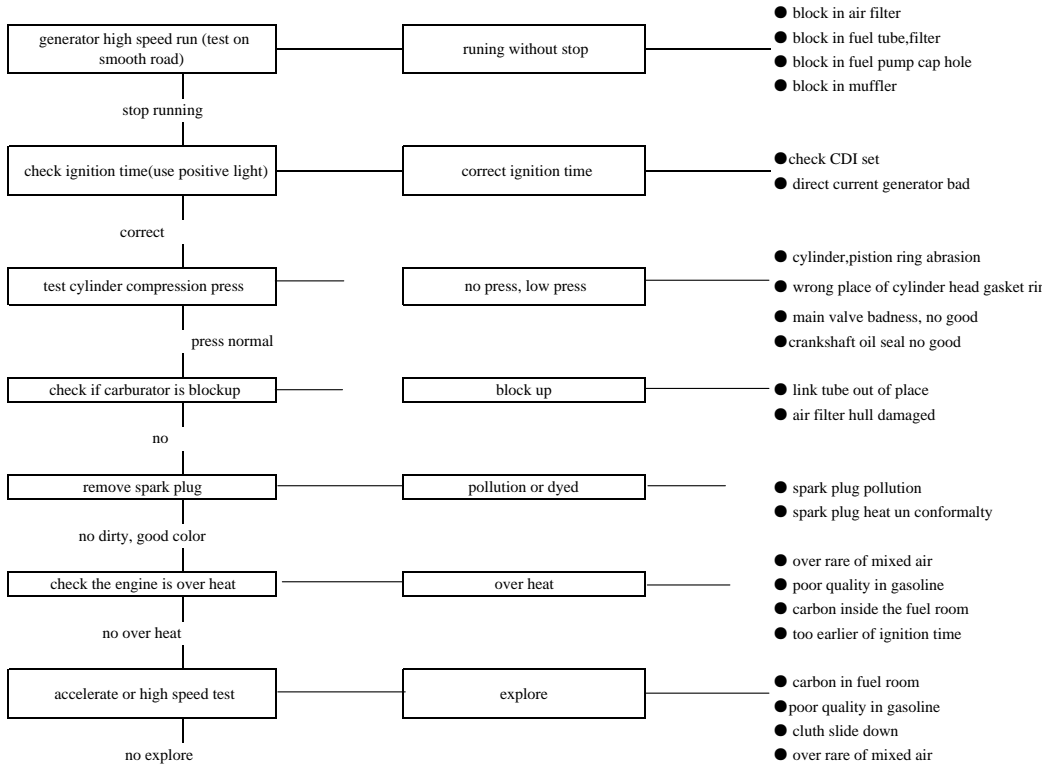 generator high speed run (test on
smooth road)
runing without stop
● block in air filter
● block in fuel tube,filter
● block in fuel pump cap hole
● block in muffler
stop running
check ignition time(use positive light)
correct ignition time
●check CDI set
● direct current generator bad
correct
test cylinder compression press
no press, low press
● cylinder,pistion ring abrasion
● wrong place of cylinder head gasket rin
● main valve badness, no good
●crankshaft oil seal no good
press normal
check if carburator is blockup
block up
● link tube out of place
● air filter hull damaged
no
remove spark plug
pollution or dyed
● spark plug pollution
● spark plug heat un conformalty
no dirty, good color
check the engine is over heat
over heat
● over rare of mixed air
● poor quality in gasoline
● carbon inside the fuel room
● too earlier of ignition time
no over heat
accelerate or high speed test
explore
● carbon in fuel room
●poor quality in gasoline
● cluth slide down
● over rare of mixed air
no explore